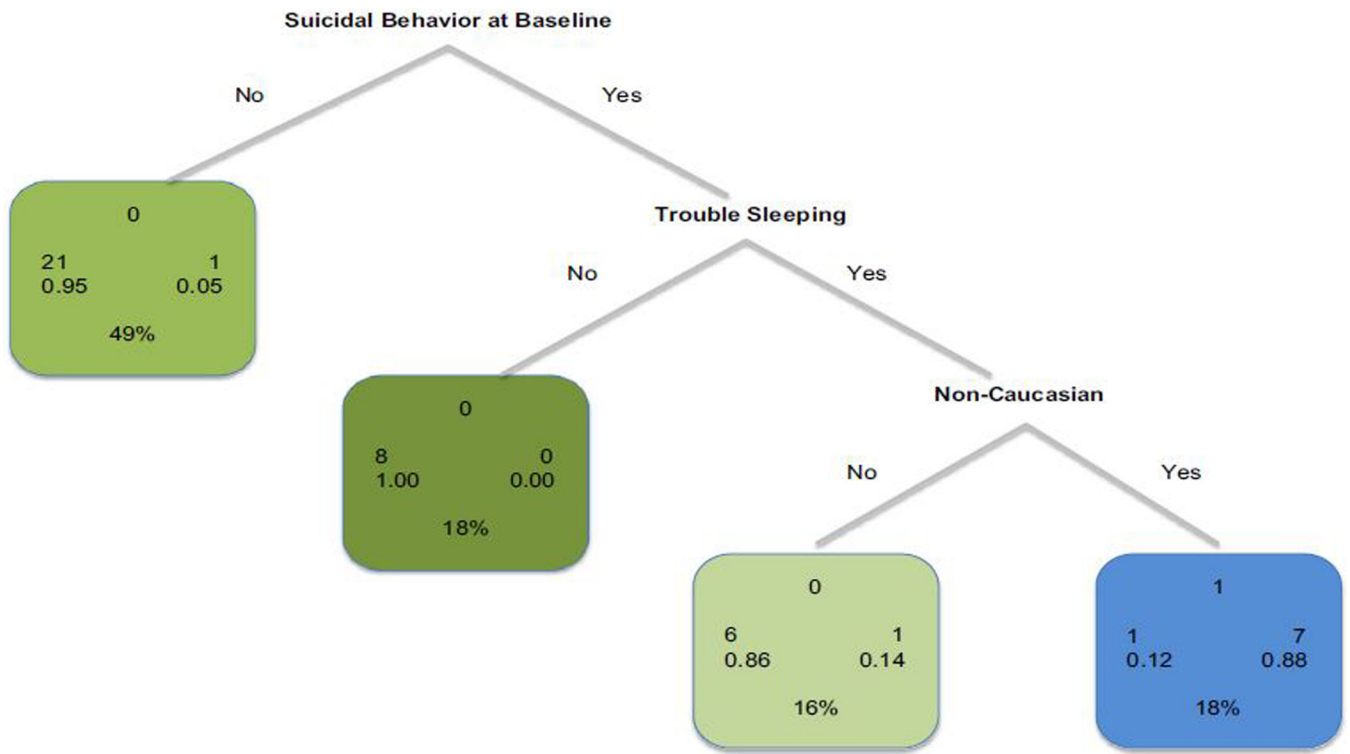 Suicidal Behavior at Baseline
No
Yes
0
21 1
0.95 0.05
49%
Trouble Sleeping
No
Yes
0
8 0
1.00 0.00
18%
Non-Caucasian
No
Yes
0
6 1
0.86 0.14
16%
1
1 7
0.12 0.88
18%